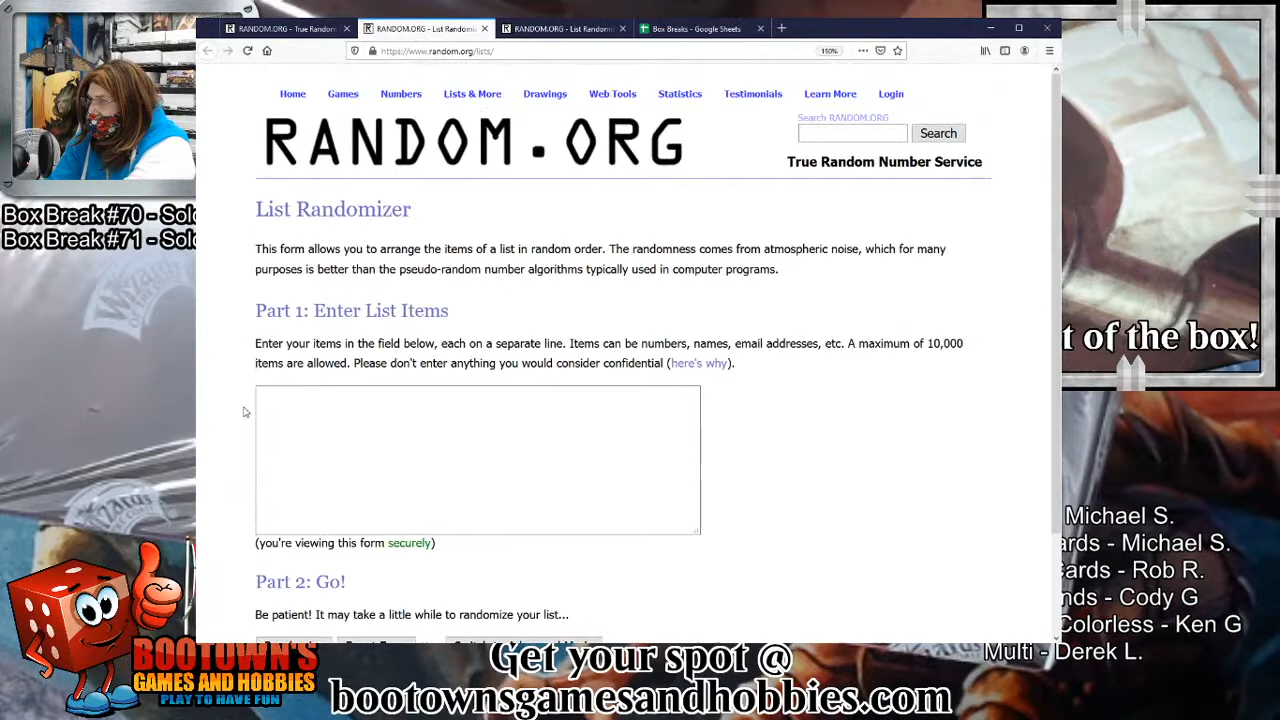 RANDOM.ORG - True Random
RANDOM.ORG - List Randomi
RANDOM.ORG - List Randomi
Box Breaks - Google Sheets
https://www.random.org/lists/
150%
Home Games Numbers Lists & More Drawings Web Tools Statistics Testimonials Learn More Login
Search RANDOM.ORG
RANDOM.ORG
Search
True Random Number Service
List Randomizer
This form allows you to arrange the items of a list in random order. The randomness comes from atmospheric noise, which for many
purposes is better than the pseudo-random number algorithms typically used in computer programs.
Part 1: Enter List Items
Enter your items in the field below, each on a separate line. Items can be numbers, names, email addresses, etc. A maximum of 10,000
items are allowed. Please don't enter anything you would consider confidential (here's why).
(you're viewing this form securely)
Part 2: Go!
Be patient! It may take a little while to randomize your list...
Box Break #70 - Solo
Box Break #71 - Solo
t of the box!
Michael S.
ards - Michael S.
cards - Rob R.
nds - Cody G
Colorless - Ken G
Multi - Derek L.
Wizards
BOOTOWN'S
GAMES AND HOBBIES
PLAY TO HAVE FUN
Get your spot @
bootownsgamesandhobbies.com